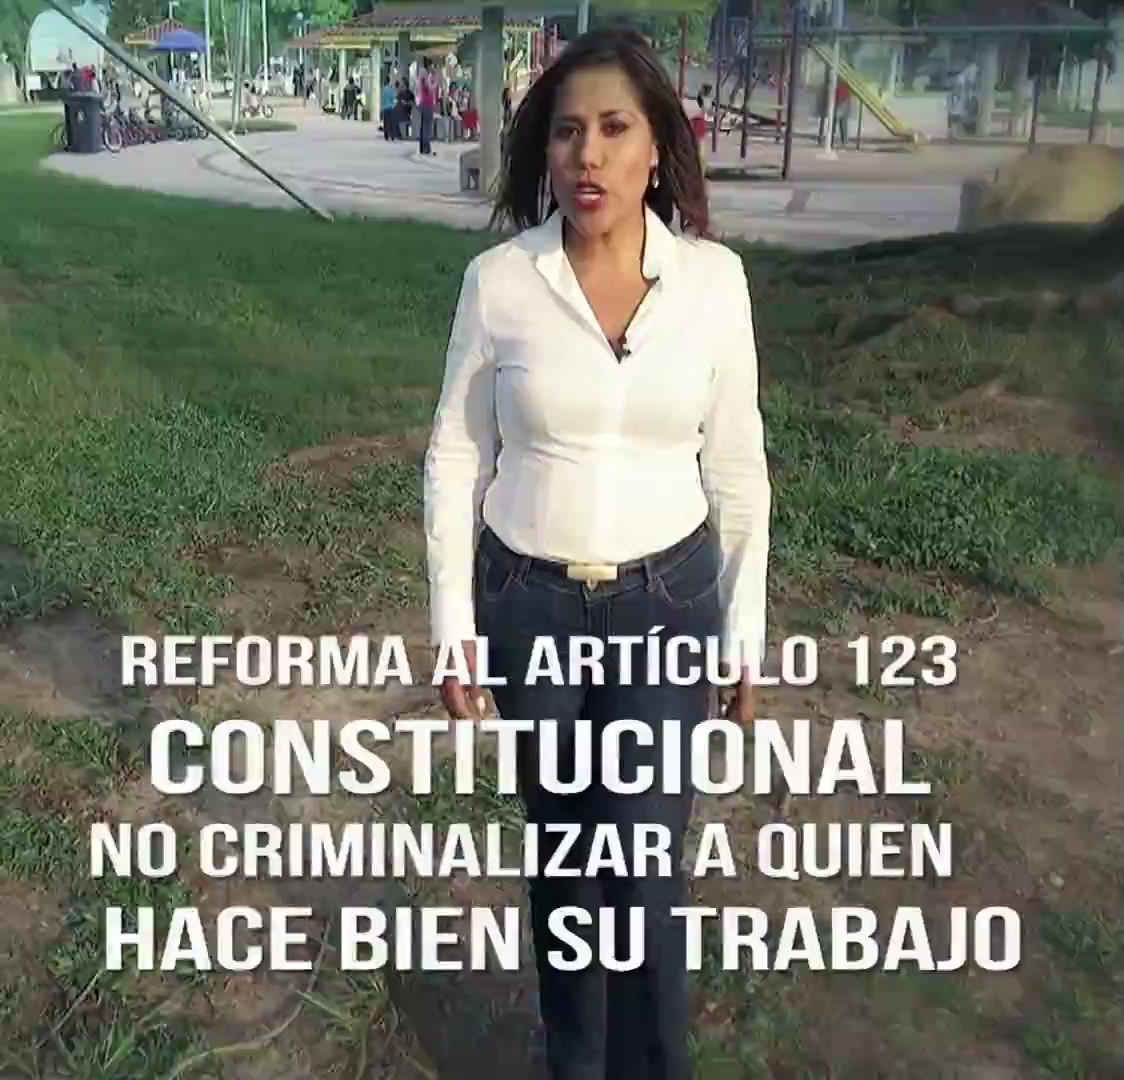 REFORMA AL ARTÍCULO 123
CONSTITUCIONAL
NO CRIMINALIZAR A QUIEN
HACE BIEN SU TRABAJO